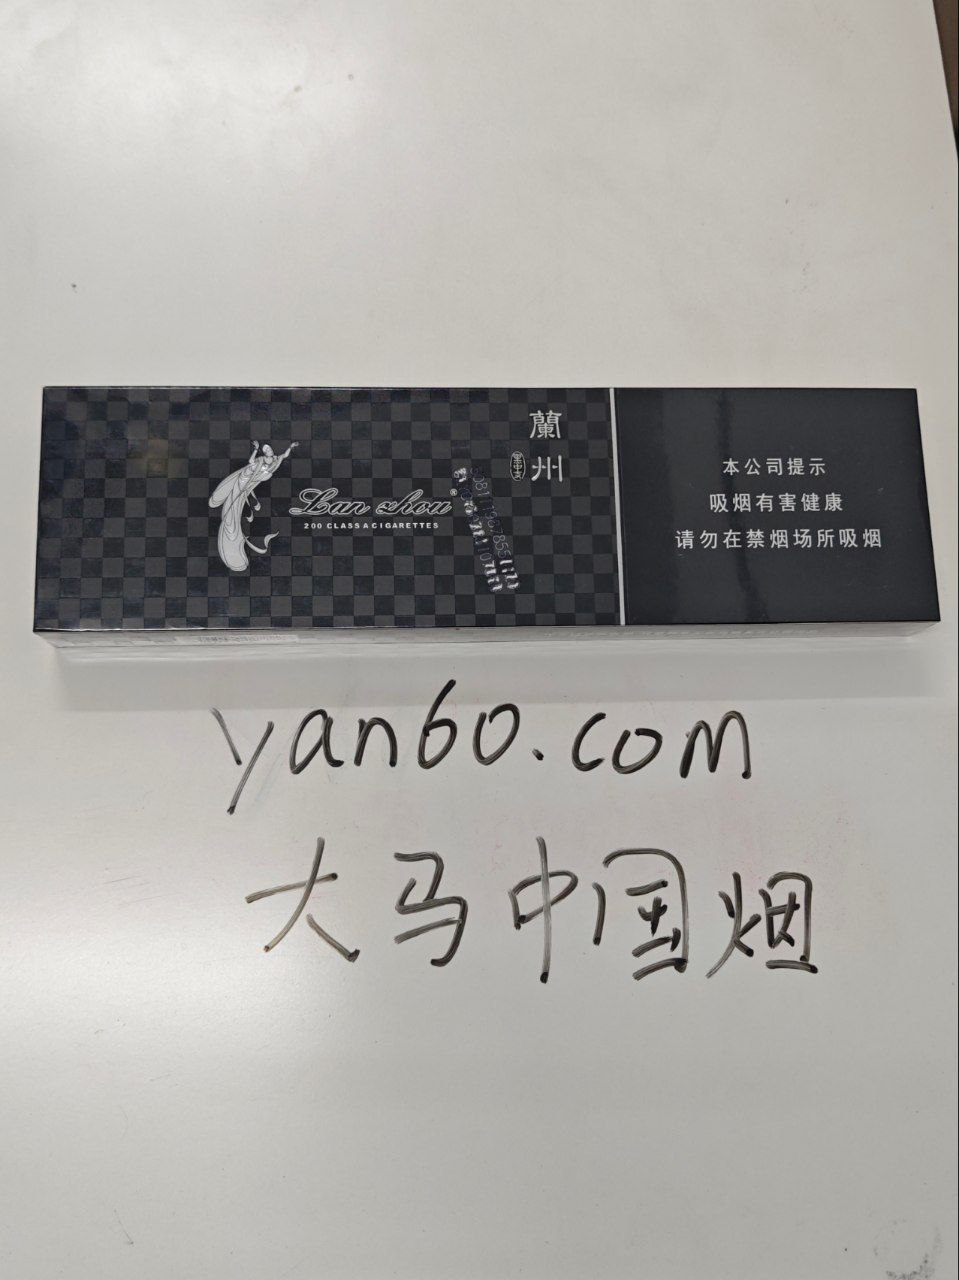 蘭州
Lan zhou®
200 CLASS A CIGARETTES
本公司提示
吸烟有害健康
请勿在禁烟场所吸烟
yan60.com
大马中国烟